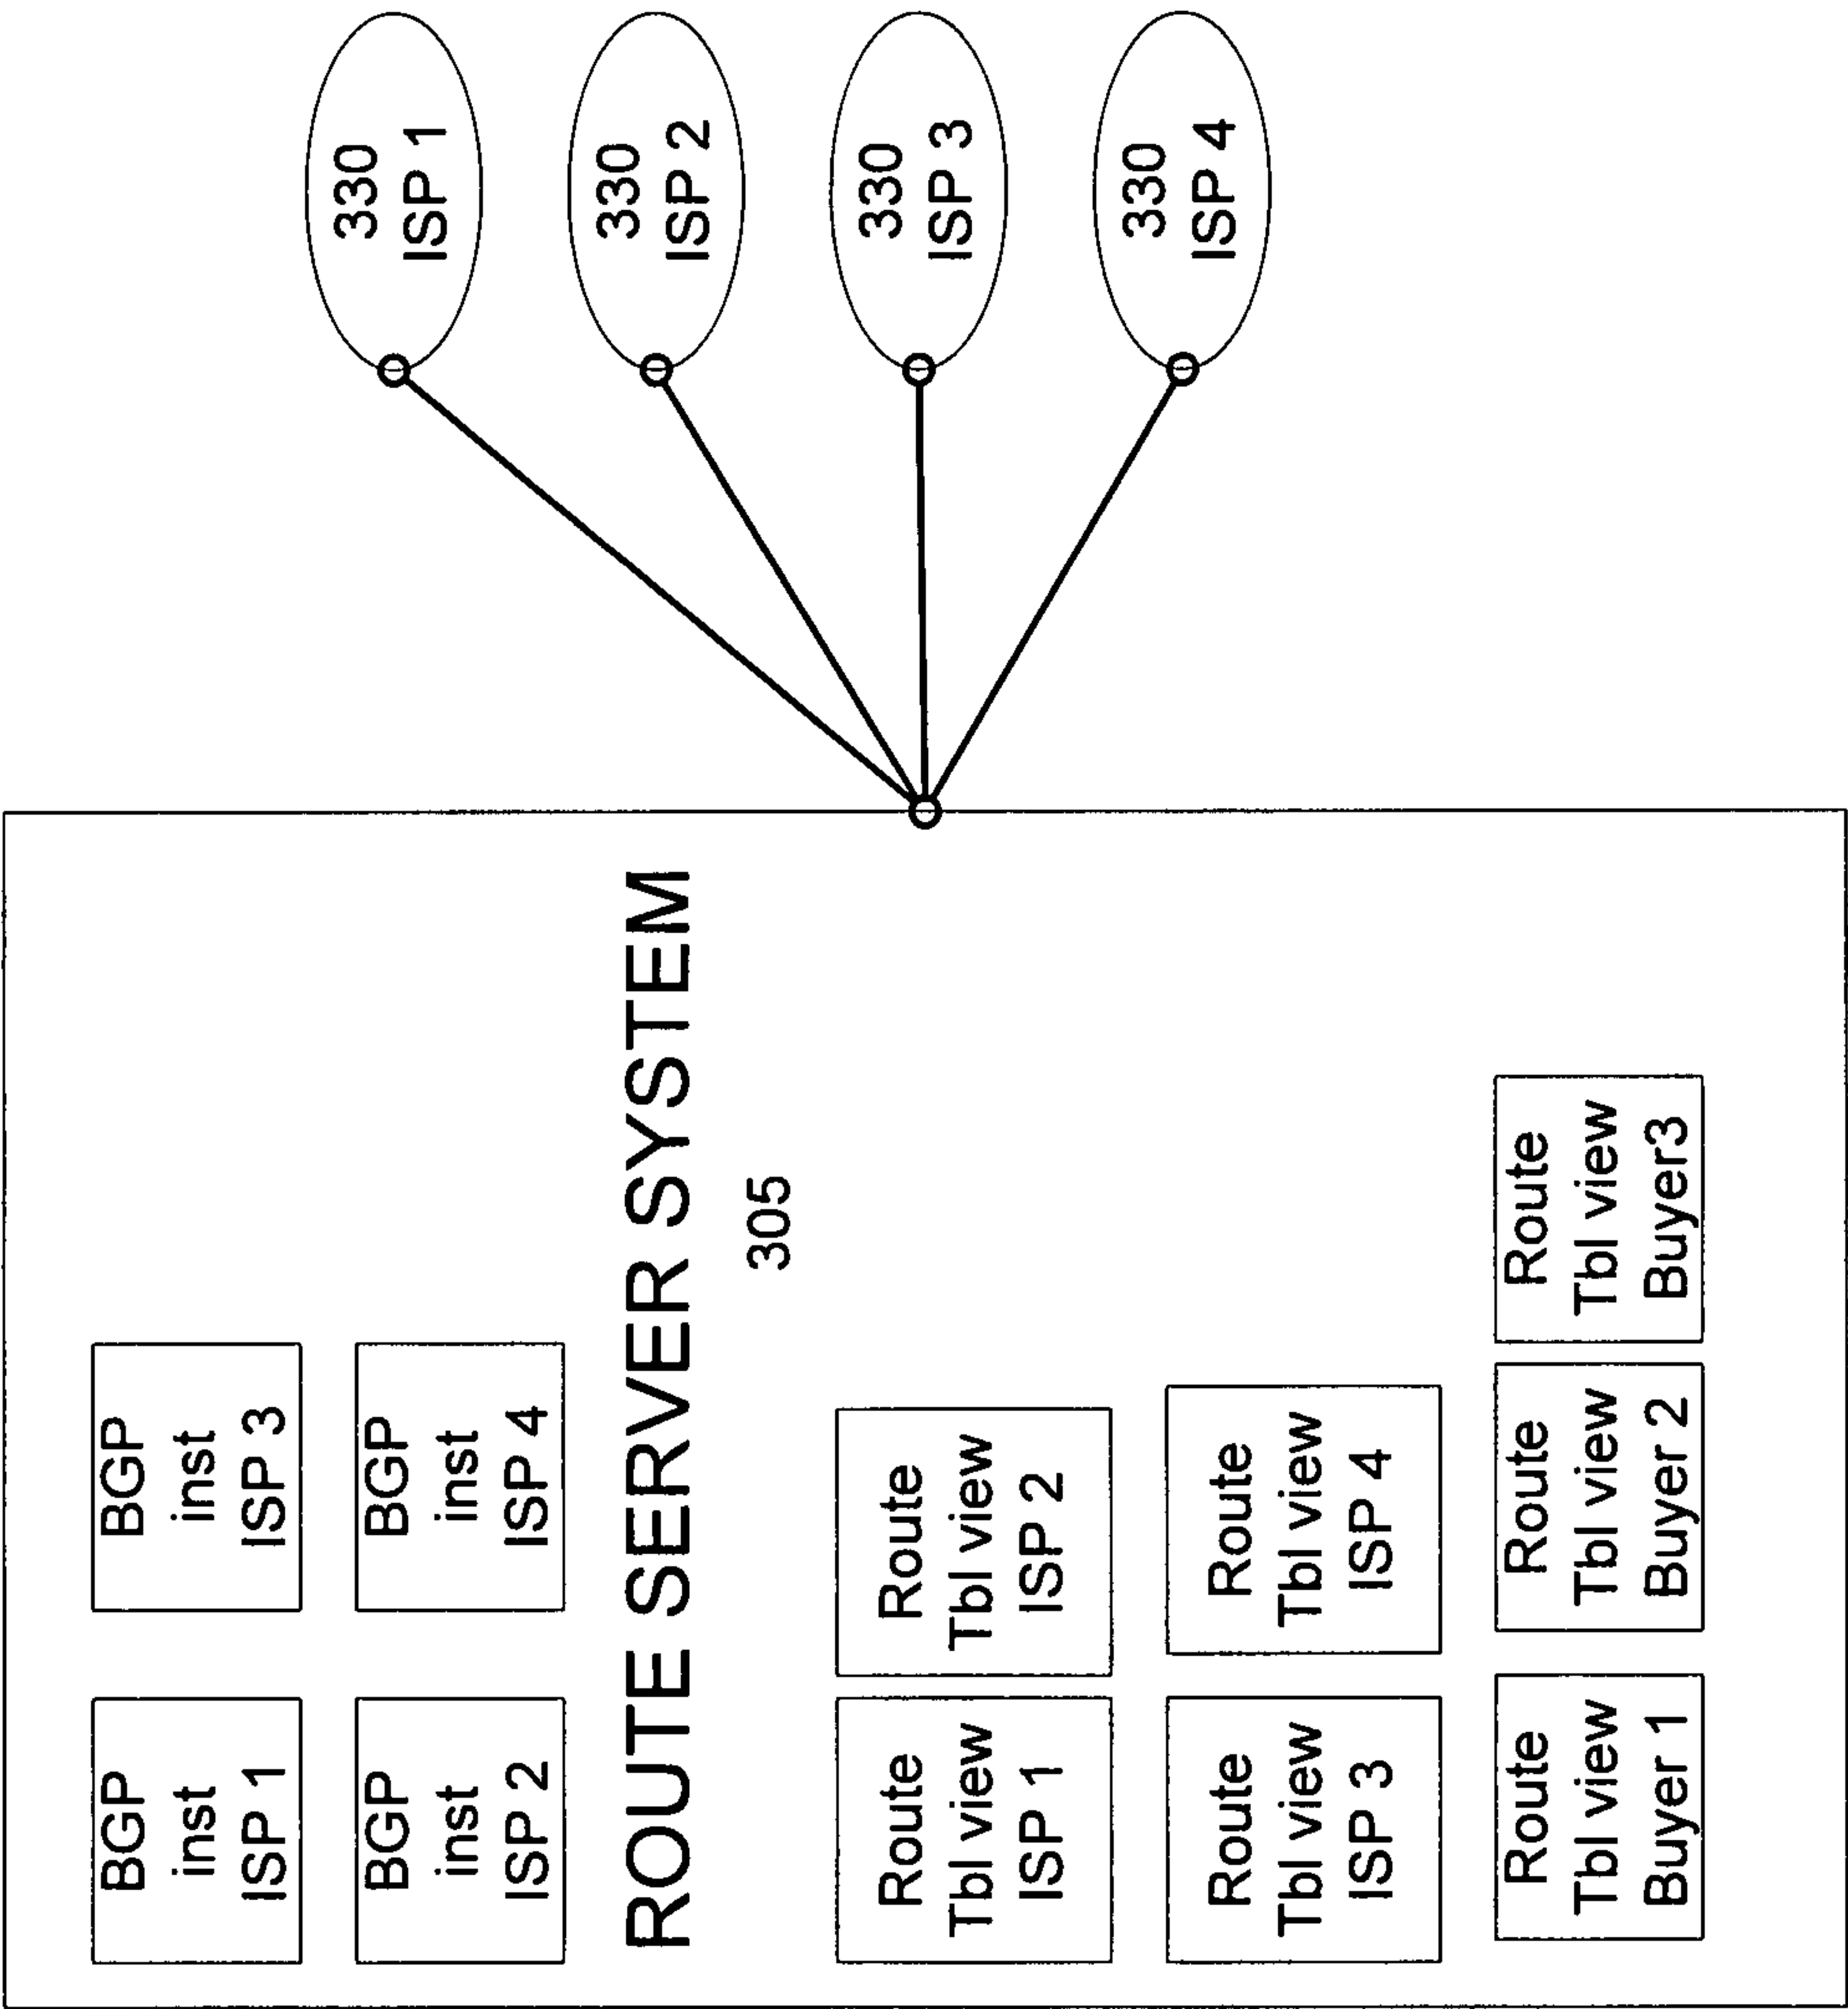 BGP
inst
ISP 1
BGP
inst
ISP 3
BGP
inst
ISP 2
BGP
inst
ISP 4
ROUTE SERVER SYSTEM
305
Route
Tbl view
ISP 1
Route
Tbl view
ISP 2
Route
Tbl view
ISP 3
Route
Tbl view
ISP 4
Route
Tbl view
Buyer 1
Route
Tbl view
Buyer 2
Route
Tbl view
Buyer3
330
ISP 1
330
ISP 2
330
ISP 3
330
ISP 4